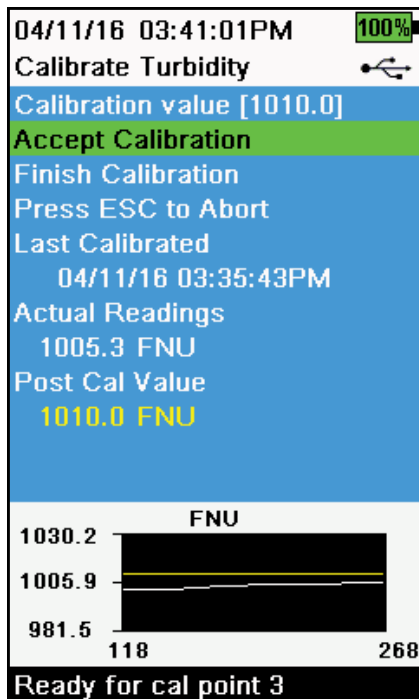 04/11/16 03:41:01PM 100%
Calibrate Turbidity
Calibration value [1010.0]
Accept Calibration
Finish Calibration
Press ESC to Abort
Last Calibrated
04/11/16 03:35:43PM
Actual Readings
1005.3 FNU
Post Cal Value
1010.0 FNU
FNU
1030.2
1005.9
981.5
118 268
Ready for cal point 3